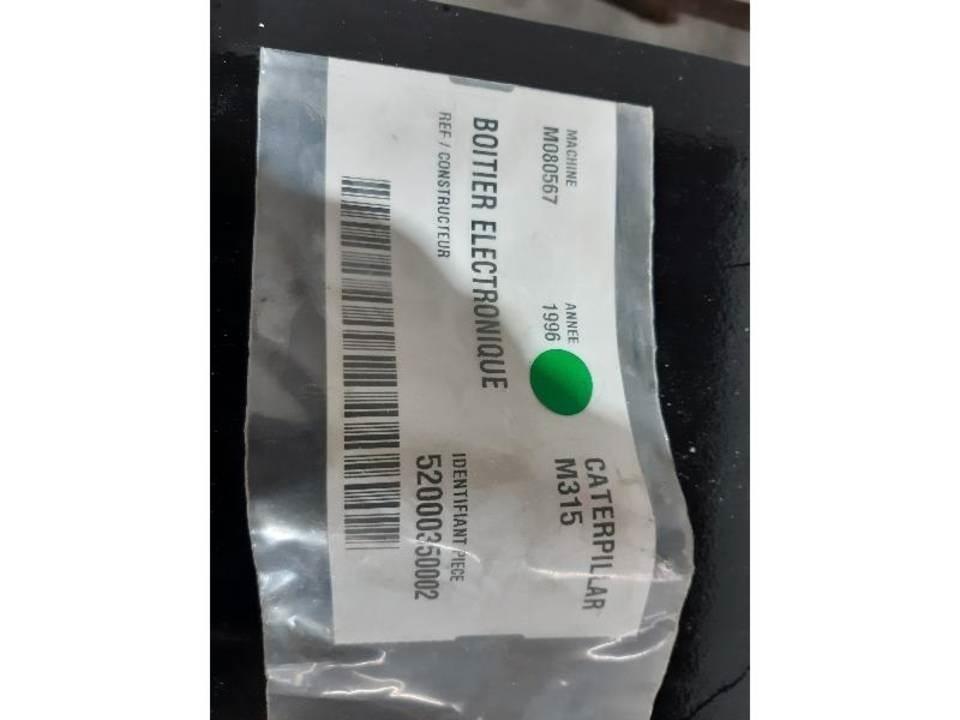 MACHINE
M080567
ANNEE
1996
CATERPILLAR
M315
BOITIER ELECTRONIQUE
REF / CONSTRUCTEUR
IDENTIFIANT PIECE
52000350002